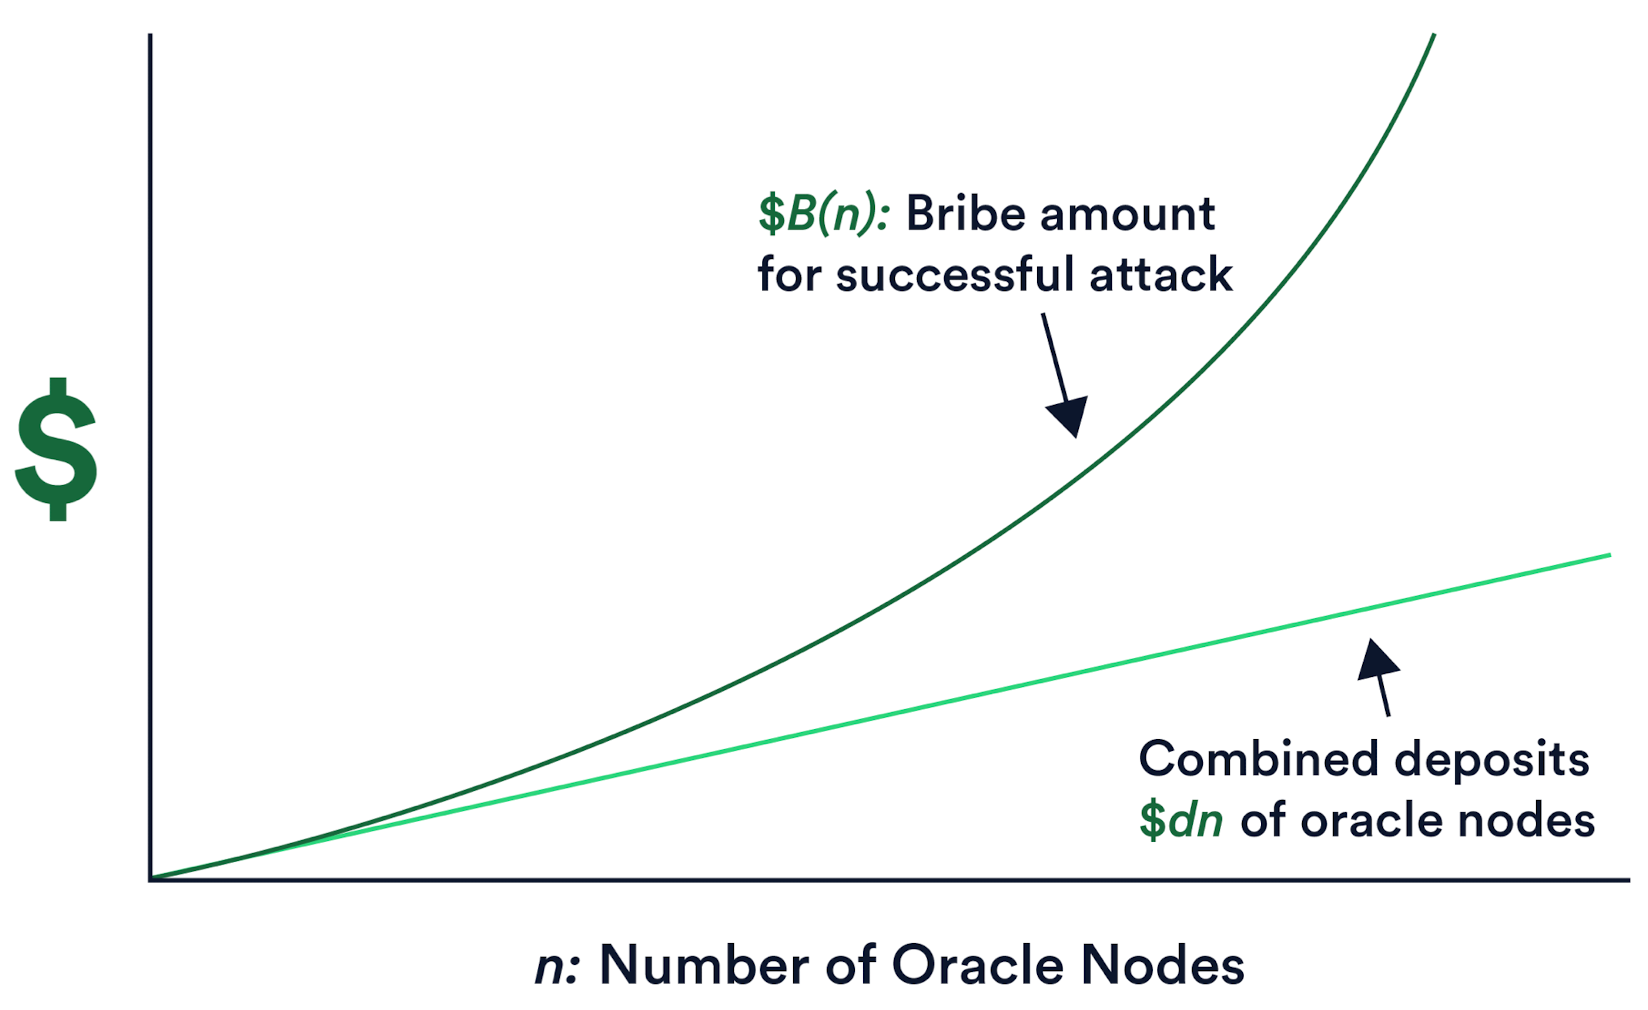 $B(n): Bribe amount
for successful attack
$
Combined deposits
$dn of oracle nodes
n: Number of Oracle Nodes